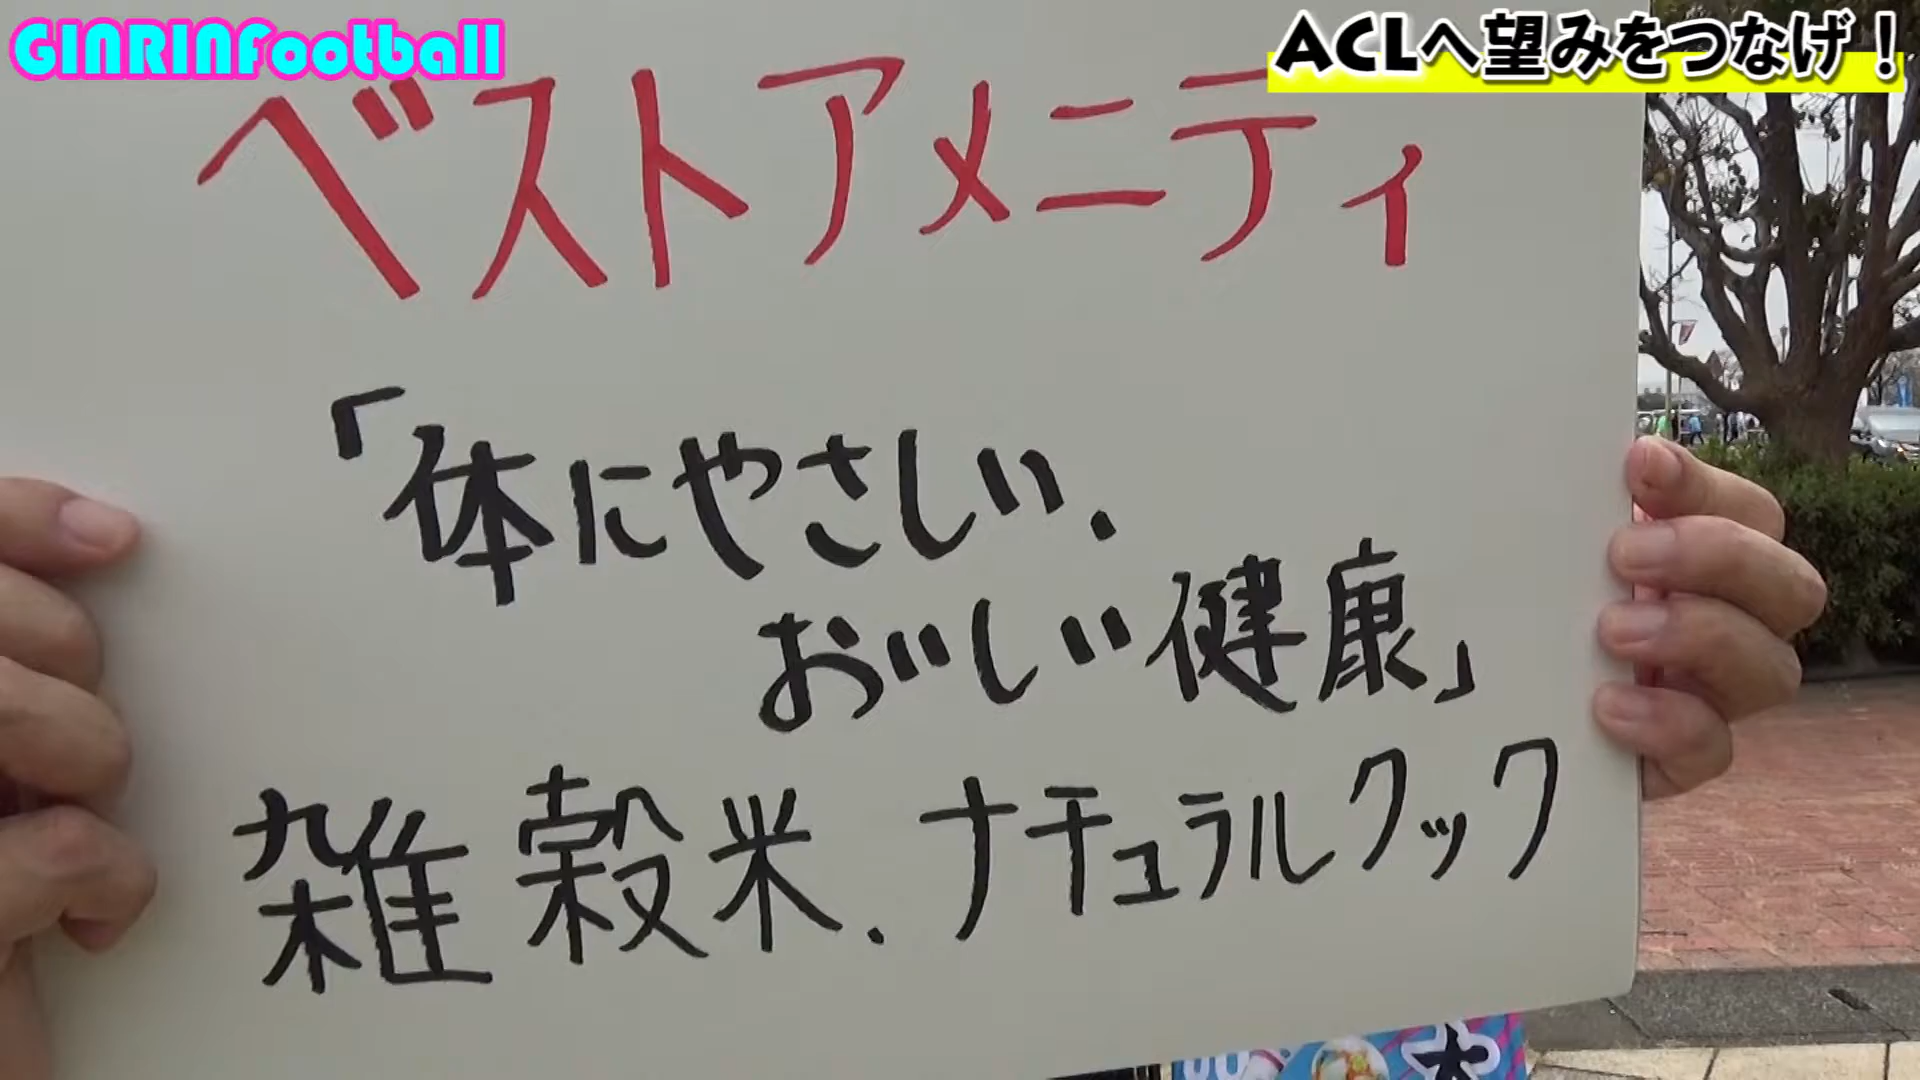 GINRINFootball
ACLへ望みをつなげ!
ベストアメニティ
「体にやさしい、
おいしい健康」
雑穀米、ナチュラルクック